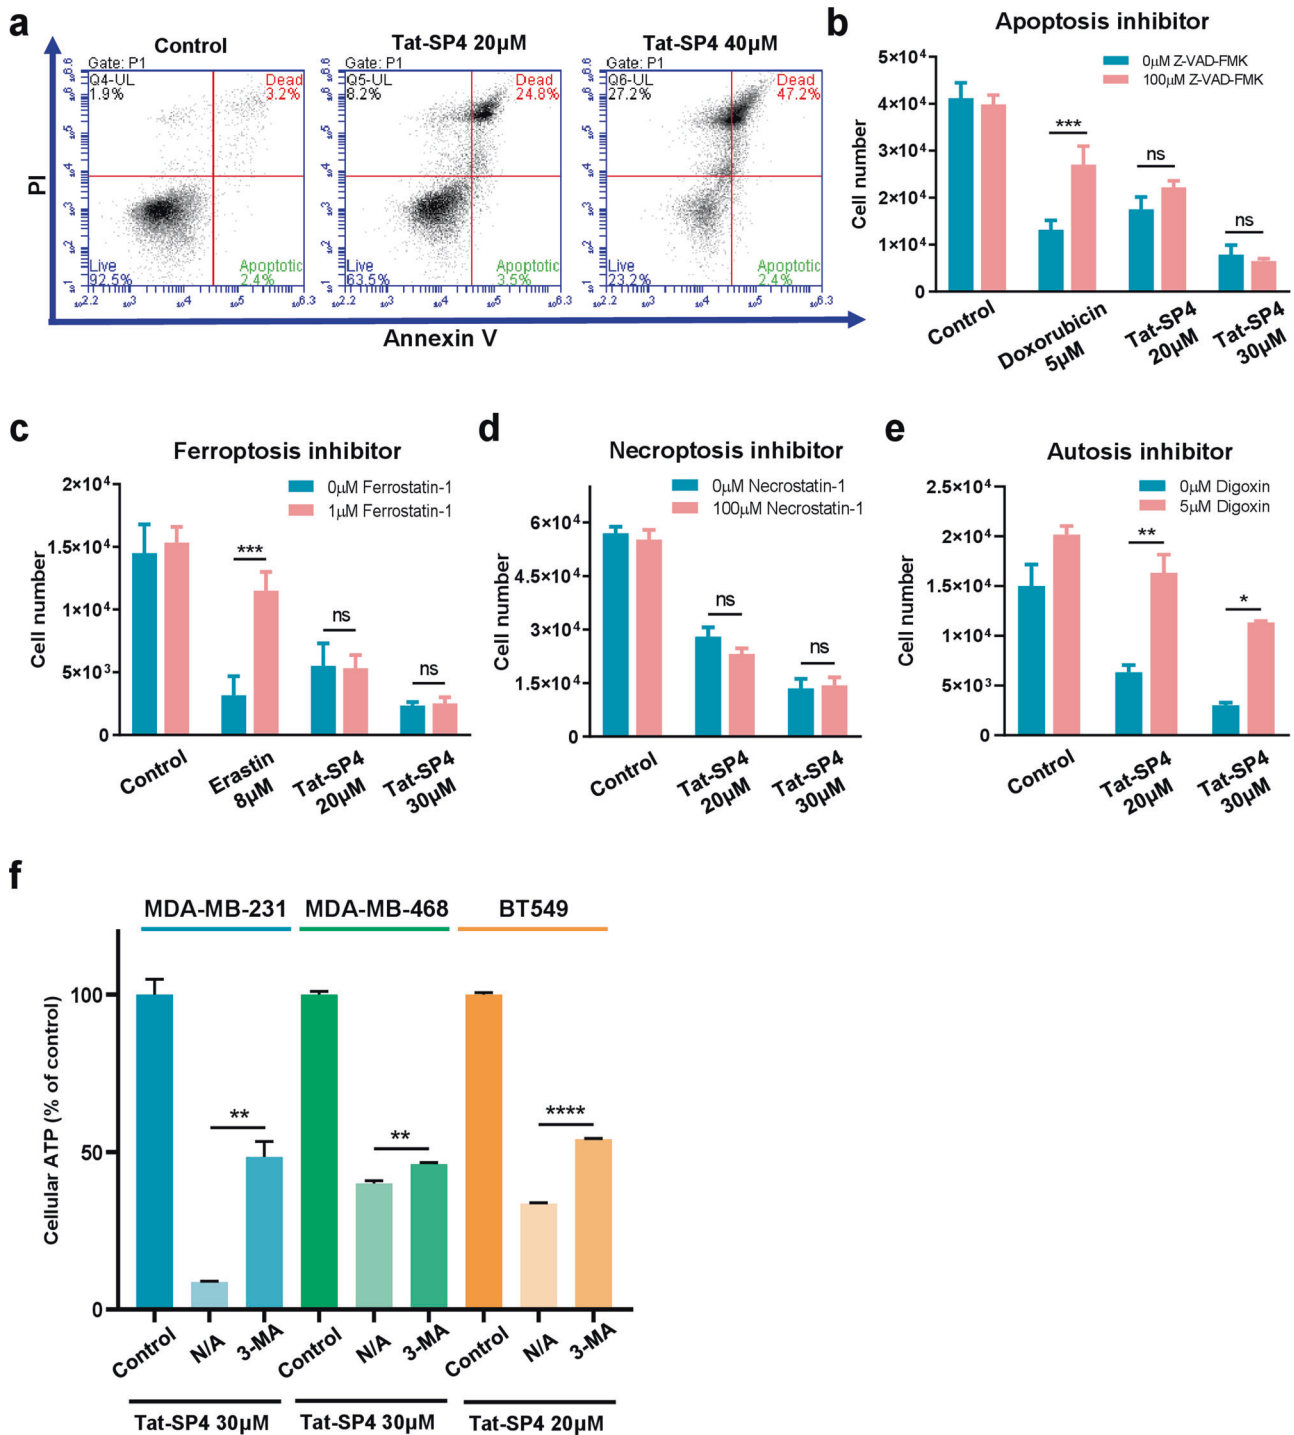 a
Control
Tat-SP4 20μM
Tat-SP4 40μM
Gate: P1
Q4-UL
1.9%
Dead
3.2%
Live
92.5%
Apoptotic
2.4%
Gate: P1
Q5-UL
8.2%
Dead
24.8%
Live
63.5%
Apoptotic
3.5%
Gate: P1
Q6-UL
27.2%
Dead
47.2%
Live
23.2%
Apoptotic
2.4%
PI
Annexin V
b
Apoptosis inhibitor
0μM Z-VAD-FMK
100μM Z-VAD-FMK
Cell number
5×10⁴
4×10⁴
3×10⁴
2×10⁴
1×10⁴
0
***
ns
ns
Control
Doxorubicin
5μM
Tat-SP4
20μM
Tat-SP4
30μM
c
Ferroptosis inhibitor
0μM Ferrostatin-1
1μM Ferrostatin-1
Cell number
2×10⁴
1.5×10⁴
1×10⁴
5×10³
0
***
ns
ns
Control
Erastin
8μM
Tat-SP4
20μM
Tat-SP4
30μM
d
Necroptosis inhibitor
0μM Necrostatin-1
100μM Necrostatin-1
Cell number
6×10⁴
4.5×10⁴
3×10⁴
1.5×10⁴
0
ns
ns
Control
Tat-SP4
20μM
Tat-SP4
30μM
e
Autosis inhibitor
0μM Digoxin
5μM Digoxin
Cell number
2.5×10⁴
2×10⁴
1.5×10⁴
1×10⁴
5×10³
0
**
*
Control
Tat-SP4
20μM
Tat-SP4
30μM
f
MDA-MB-231
MDA-MB-468
BT549
Cellular ATP (% of control)
100
50
0
**
**
****
Control
N/A
3-MA
Control
N/A
3-MA
Control
N/A
3-MA
Tat-SP4 30μM
Tat-SP4 30μM
Tat-SP4 20μM